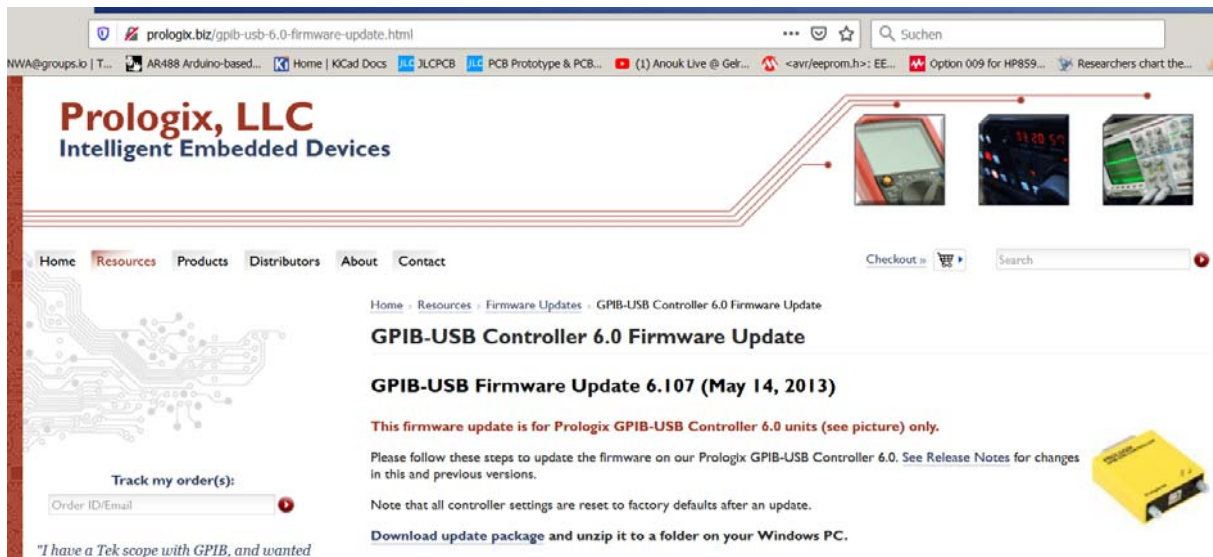 prologix.biz/gpib-usb-6.0-firmware-update.html
Suchen
NWA@groups.io | T...
AR488 Arduino-based...
Home | KiCad Docs
JLCPCB
PCB Prototype & PCB...
(1) Anouk Live @ Gelr...
<avr/eeprom.h>: EE...
Option 009 for HP859...
Researchers chart the...
Prologix, LLC
Intelligent Embedded Devices
Home Resources Products Distributors About Contact
Checkout »
Search
Home › Resources › Firmware Updates › GPIB-USB Controller 6.0 Firmware Update
GPIB-USB Controller 6.0 Firmware Update
GPIB-USB Firmware Update 6.107 (May 14, 2013)
This firmware update is for Prologix GPIB-USB Controller 6.0 units (see picture) only.
Please follow these steps to update the firmware on our Prologix GPIB-USB Controller 6.0. See Release Notes for changes
in this and previous versions.
Note that all controller settings are reset to factory defaults after an update.
Download update package and unzip it to a folder on your Windows PC.
Track my order(s):
Order ID/Email
"I have a Tek scope with GPIB, and wanted